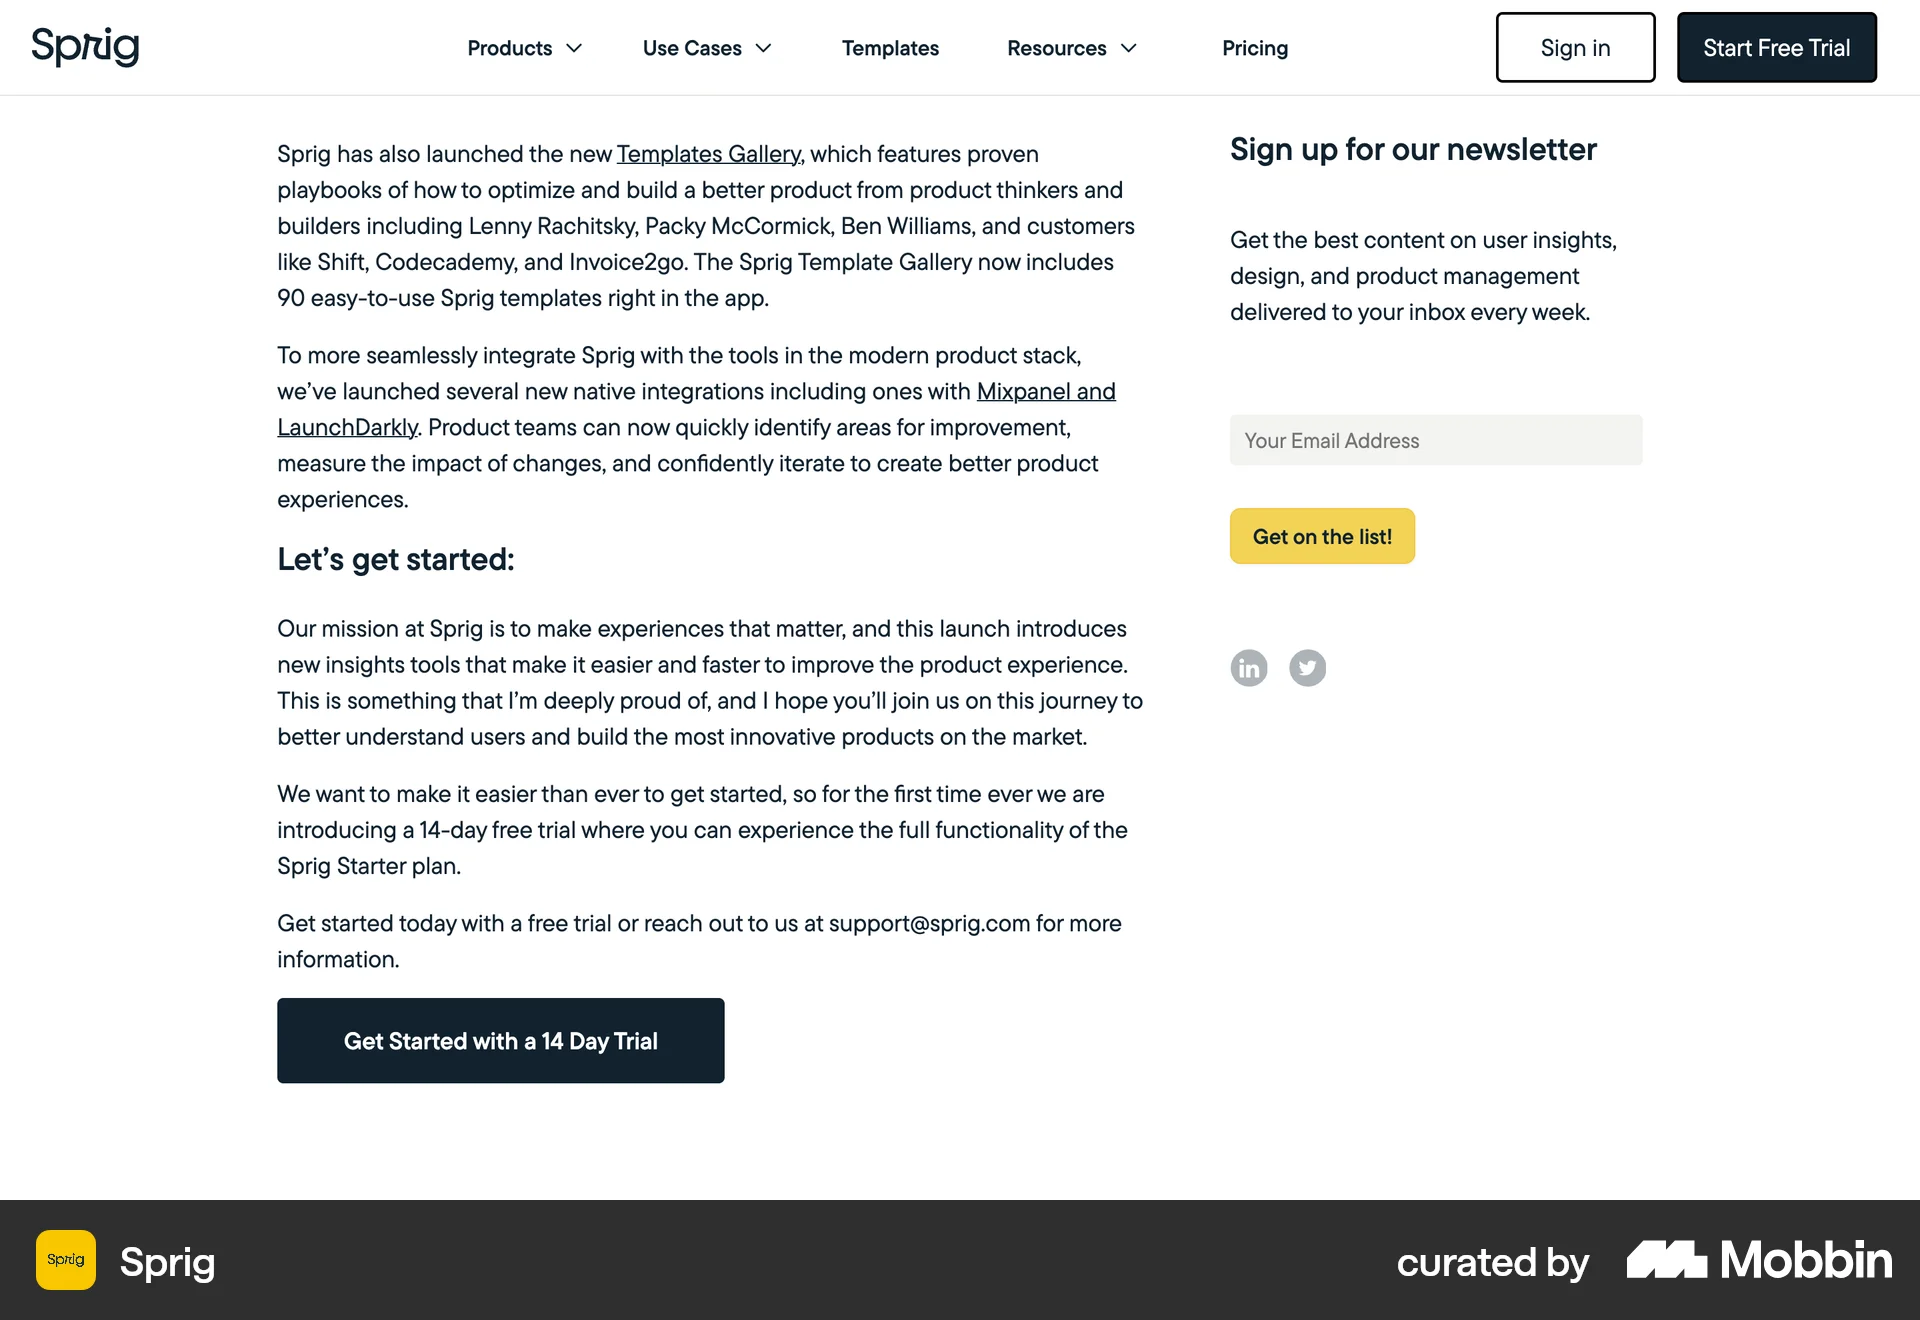 Sprig
Products
Use Cases
Templates
Resources
Pricing
Sign in
Start Free Trial
Sprig has also launched the new Templates Gallery, which features proven
playbooks of how to optimize and build a better product from product thinkers and
builders including Lenny Rachitsky, Packy McCormick, Ben Williams, and customers
like Shift, Codecademy, and Invoice2go. The Sprig Template Gallery now includes
90 easy-to-use Sprig templates right in the app.
To more seamlessly integrate Sprig with the tools in the modern product stack,
we’ve launched several new native integrations including ones with Mixpanel and
LaunchDarkly. Product teams can now quickly identify areas for improvement,
measure the impact of changes, and confidently iterate to create better product
experiences.
Let’s get started:
Our mission at Sprig is to make experiences that matter, and this launch introduces
new insights tools that make it easier and faster to improve the product experience.
This is something that I’m deeply proud of, and I hope you’ll join us on this journey to
better understand users and build the most innovative products on the market.
We want to make it easier than ever to get started, so for the first time ever we are
introducing a 14-day free trial where you can experience the full functionality of the
Sprig Starter plan.
Get started today with a free trial or reach out to us at support@sprig.com for more
information.
Get Started with a 14 Day Trial
Sign up for our newsletter
Get the best content on user insights,
design, and product management
delivered to your inbox every week.
Your Email Address
Get on the list!
in
Sprig
Sprig
curated by
Mobbin